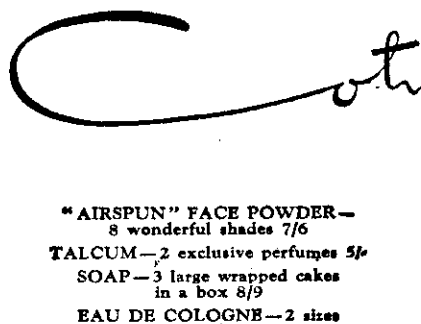 Cot
"AIRSPUN" FACE POWDER—
8 wonderful shades 7/6
TALCUM—2 exclusive perfumes 5/-
SOAP—3 large wrapped cakes
in a box 8/9
EAU DE COLOGNE—2 sizes